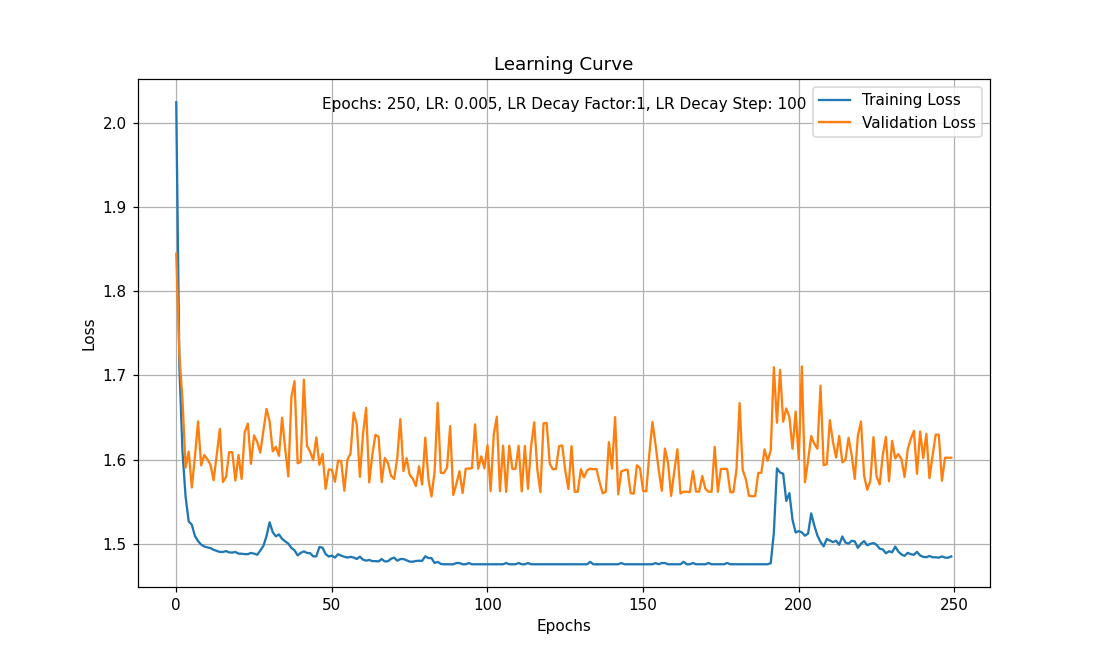 Learning Curve
Epochs: 250, LR: 0.005, LR Decay Factor:1, LR Decay Step: 100
Training Loss
Validation Loss
2.0
1.9
1.8
1.7
1.6
1.5
Loss
0 50 100 150 200 250
Epochs